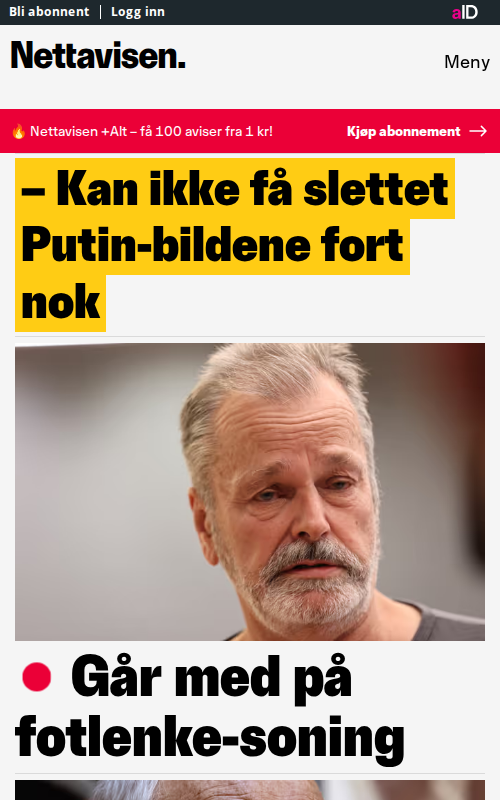 Bli abonnent | Logg inn
aID
Nettavisen.
Meny
🔥 Nettavisen +Alt – få 100 aviser fra 1 kr!
Kjøp abonnement →
– Kan ikke få slettet
Putin-bildene fort
nok
Går med på
fotlenke-soning